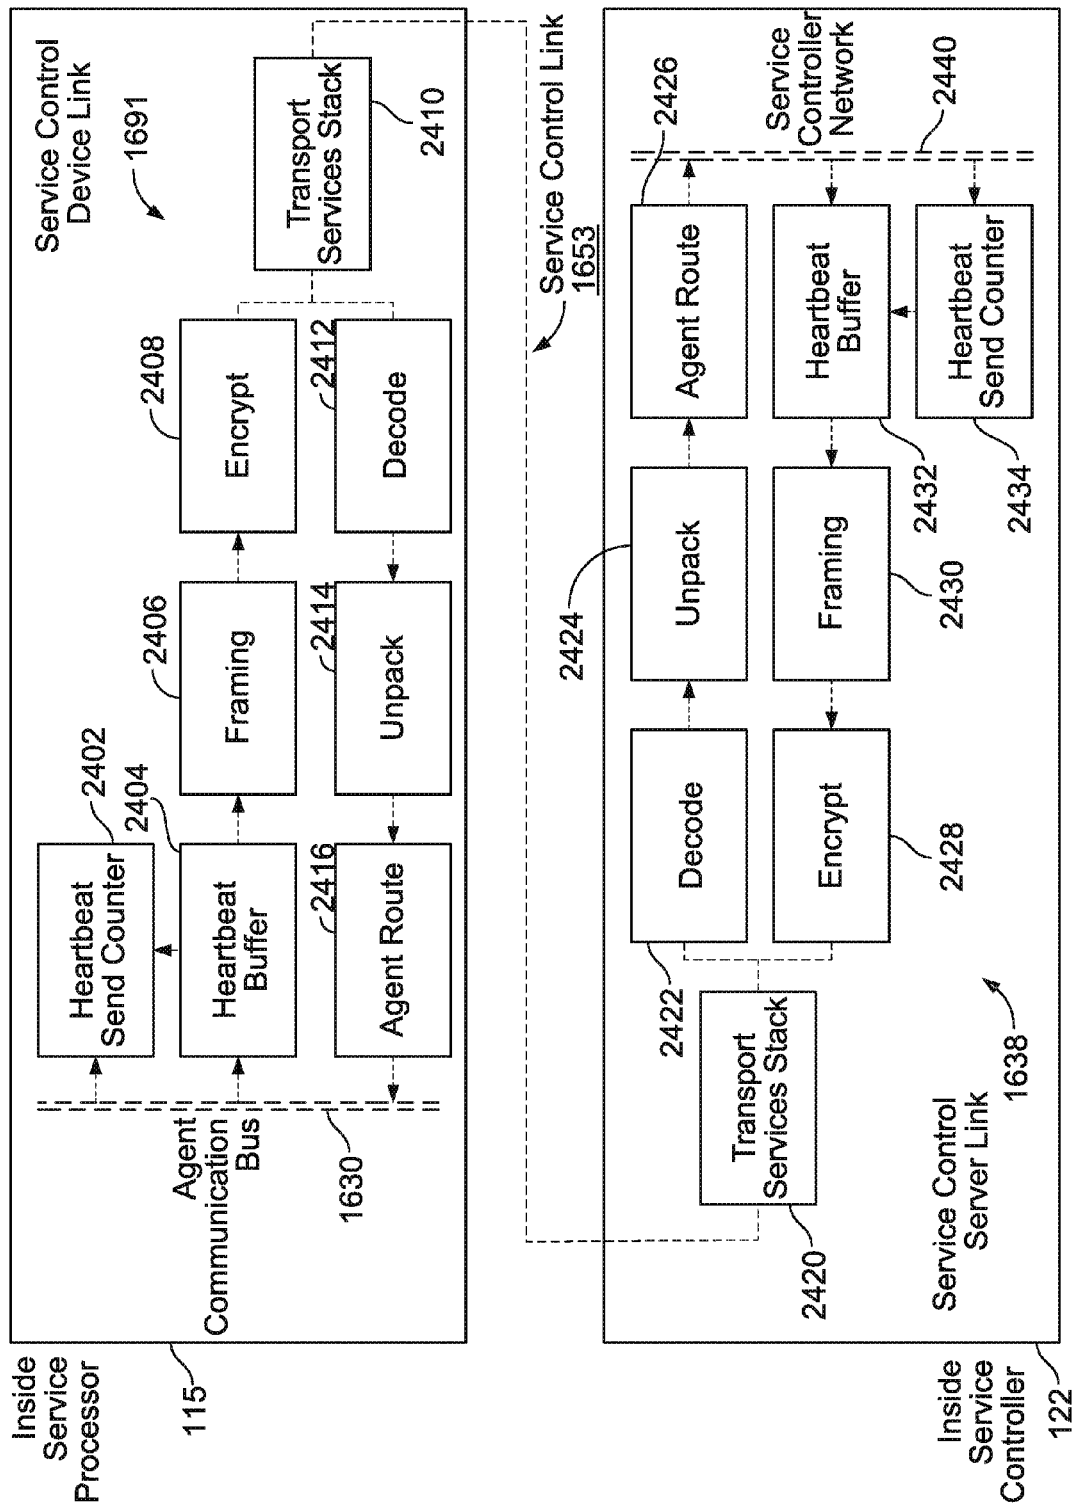 Inside
Service
Processor
115
Agent
Communication
Bus
1630
Heartbeat
Send Counter
2402
Heartbeat
Buffer
2404
Framing
2406
Encrypt
2408
Service Control
Device Link
1691
Transport
Services Stack
2410
Agent Route
2416
Unpack
2414
Decode
2412
Service Control Link
1653
Inside
Service
Controller
122
Transport
Services Stack
2420
Decode
2422
Unpack
2424
Agent Route
2426
Service
Controller
Network
2440
Encrypt
2428
Framing
2430
Heartbeat
Buffer
2432
Heartbeat
Send Counter
2434
Service Control
Server Link
1638